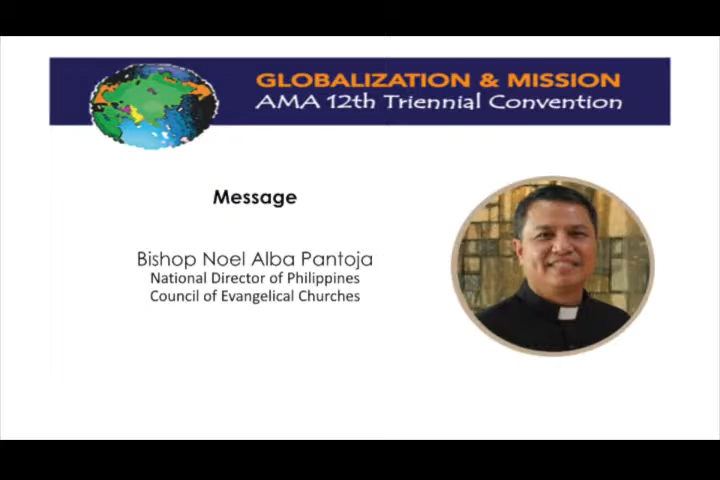 GLOBALIZATION & MISSION
AMA 12th Triennial Convention
Message
Bishop Noel Alba Pantoja
National Director of Philippines
Council of Evangelical Churches